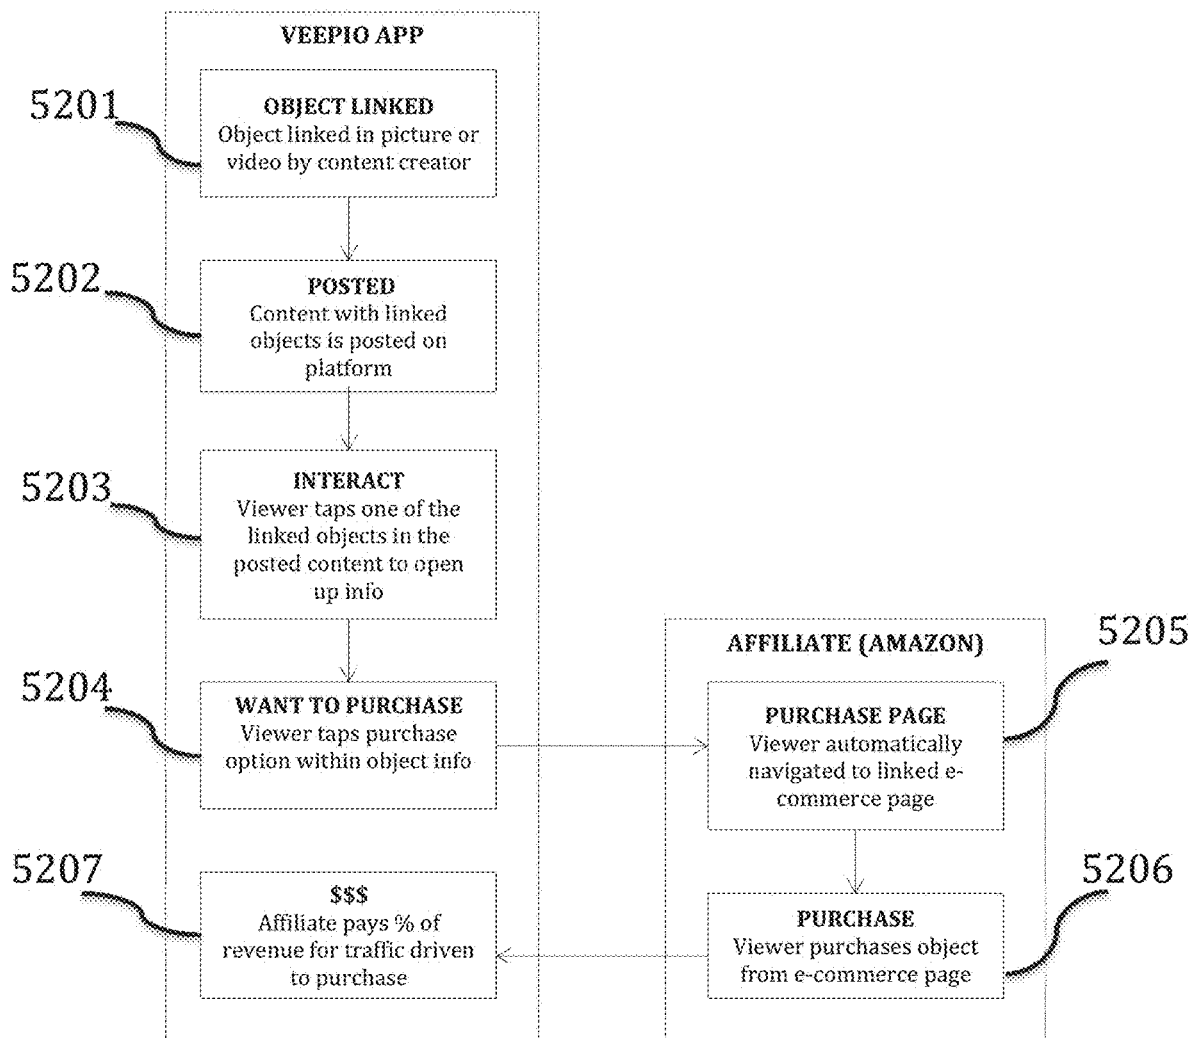 VEEPIO APP
5201
OBJECT LINKED
Object linked in picture or
video by content creator
5202
POSTED
Content with linked
objects is posted on
platform
5203
INTERACT
Viewer taps one of the
linked objects in the
posted content to open
up info
5204
WANT TO PURCHASE
Viewer taps purchase
option within object info
AFFILIATE (AMAZON)
5205
PURCHASE PAGE
Viewer automatically
navigated to linked e-
commerce page
5206
PURCHASE
Viewer purchases object
from e-commerce page
5207
$$$
Affiliate pays % of
revenue for traffic driven
to purchase